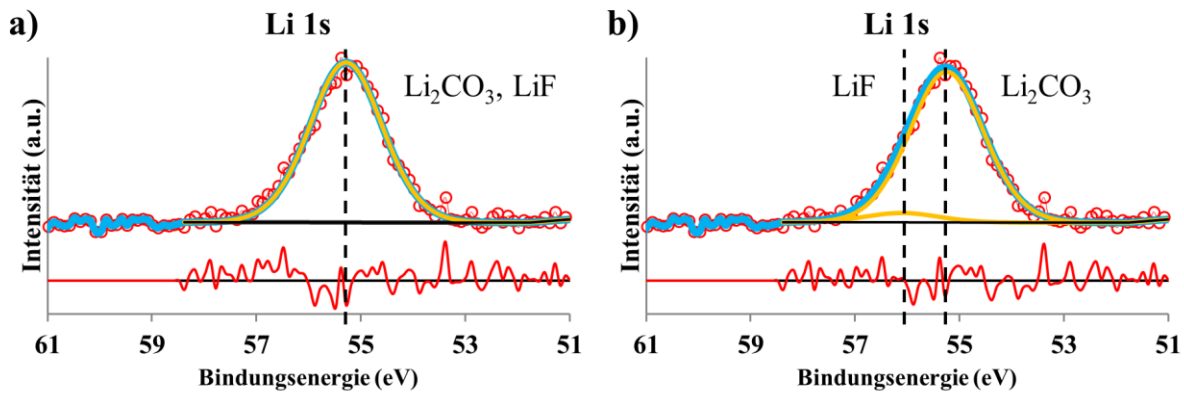 a)
Li 1s
Li₂CO₃, LiF
Intensität (a.u.)
61 59 57 55 53 51
Bindungsenergie (eV)
b)
Li 1s
LiF
Li₂CO₃
Intensität (a.u.)
61 59 57 55 53 51
Bindungsenergie (eV)